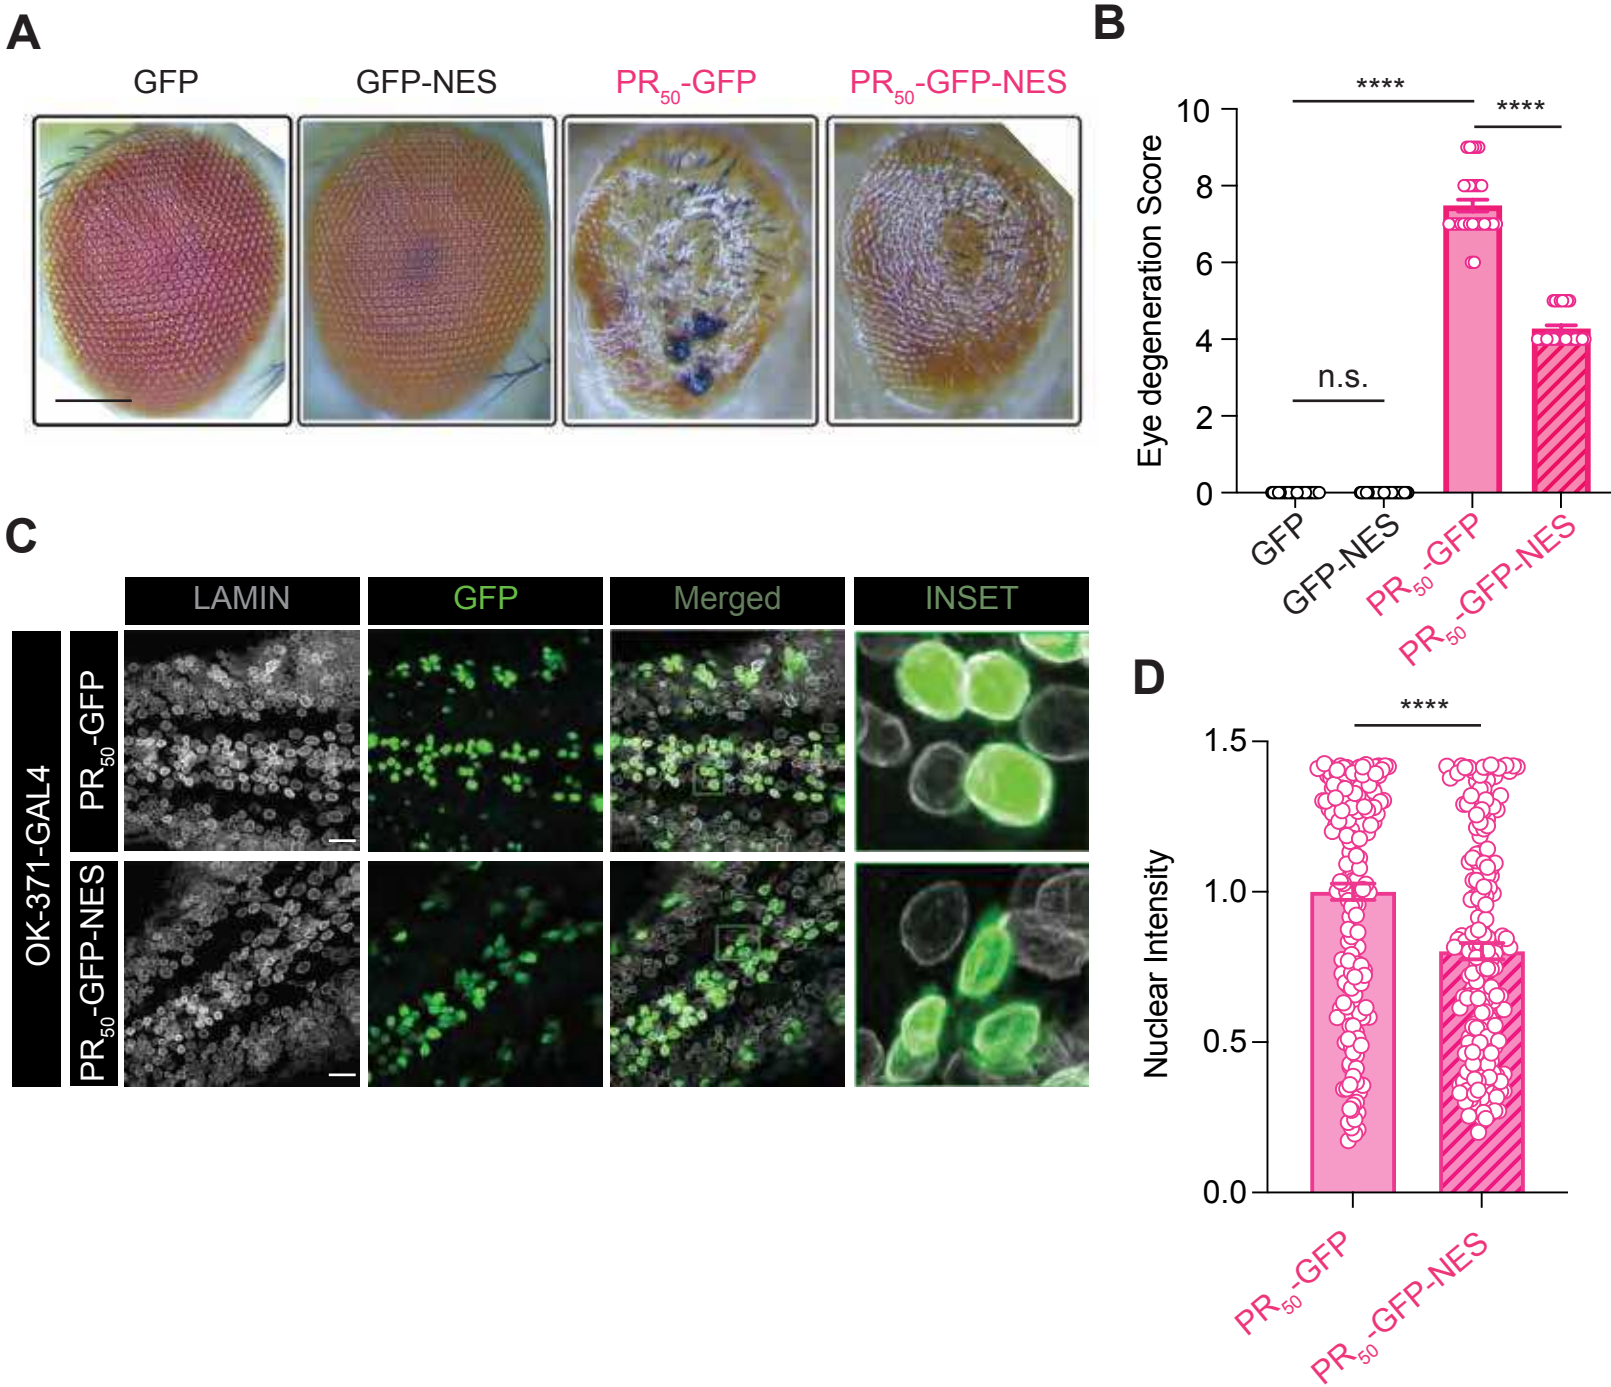 A
GFP
GFP-NES
PR50-GFP
PR50-GFP-NES
B
Eye degeneration Score
10
8
6
4
2
0
****
****
n.s.
GFP
GFP-NES
PR50-GFP
PR50-GFP-NES
C
LAMIN
GFP
Merged
INSET
OK-371-GAL4
PR50-GFP
PR50-GFP-NES
D
Nuclear Intensity
1.5
1.0
0.5
0.0
****
PR50-GFP
PR50-GFP-NES